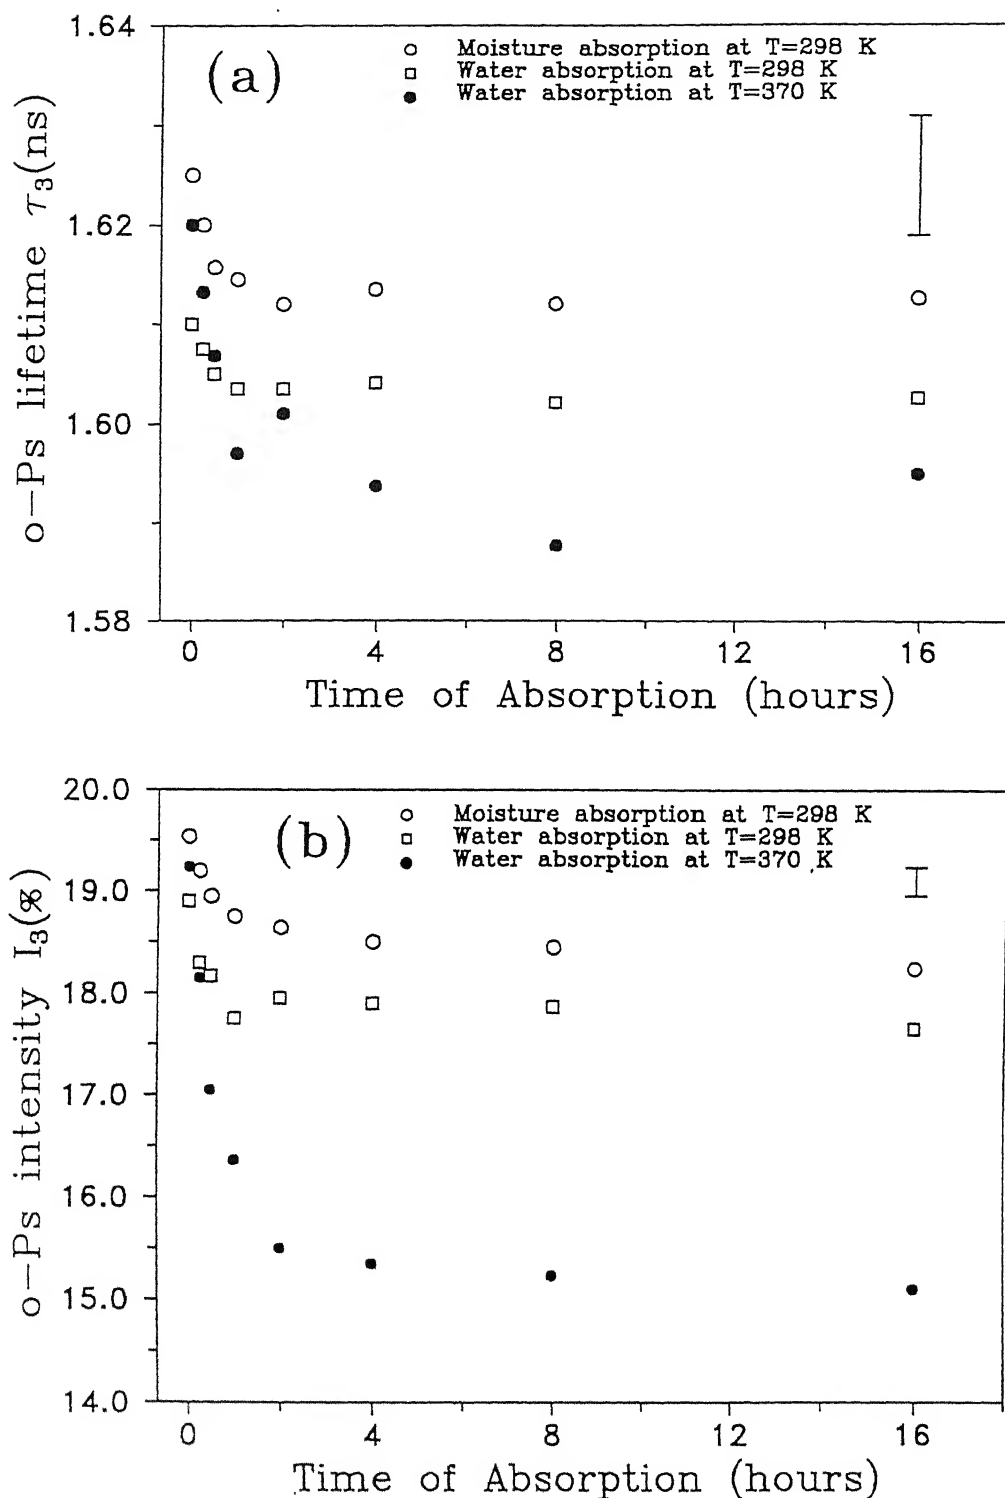 1.64
(a)
Moisture absorption at T=298 K
Water absorption at T=298 K
Water absorption at T=370 K
o-Ps lifetime τ3(ns)
1.62
1.60
1.58
0 4 8 12 16
Time of Absorption (hours)
20.0
(b)
Moisture absorption at T=298 K
Water absorption at T=298 K
Water absorption at T=370 K
o-Ps intensity I3(%)
19.0
18.0
17.0
16.0
15.0
14.0
0 4 8 12 16
Time of Absorption (hours)